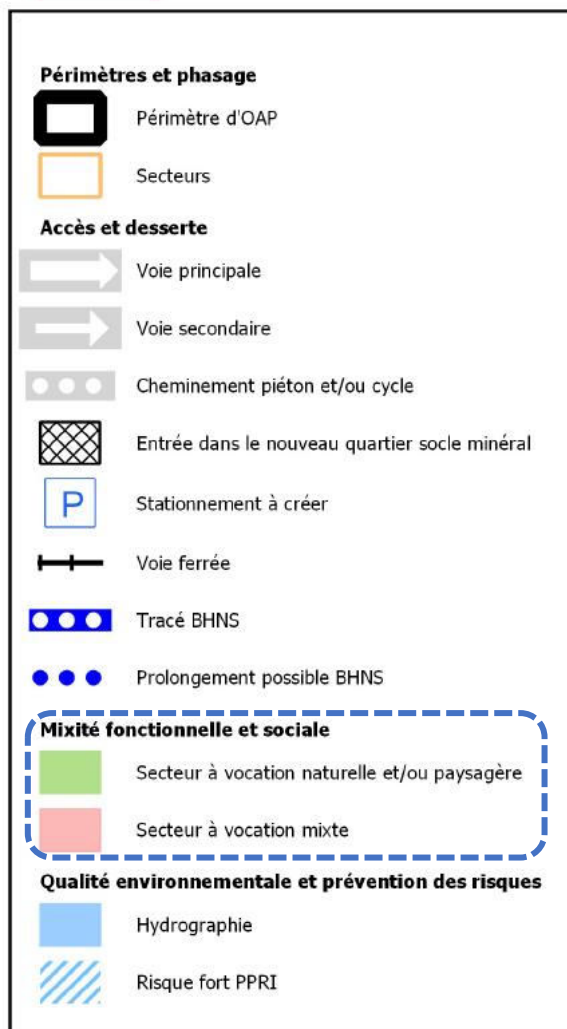 Périmètres et phasage
Périmètre d'OAP
Secteurs
Accès et desserte
Voie principale
Voie secondaire
Cheminement piéton et/ou cycle
Entrée dans le nouveau quartier socle minéral
P
Stationnement à créer
Voie ferrée
Tracé BHNS
Prolongement possible BHNS
Mixité fonctionnelle et sociale
Secteur à vocation naturelle et/ou paysagère
Secteur à vocation mixte
Qualité environnementale et prévention des risques
Hydrographie
Risque fort PPRI